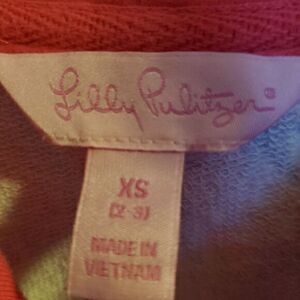 Lilly Pulitzer®
XS
(2-3)
MADE IN
VIETNAM